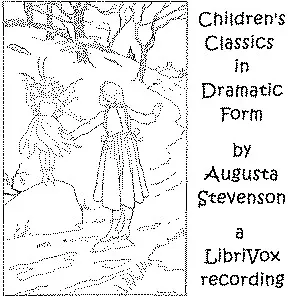 Children's
Classics
in
Dramatic
Form
by
Augusta
Stevenson
a
LibriVox
recording